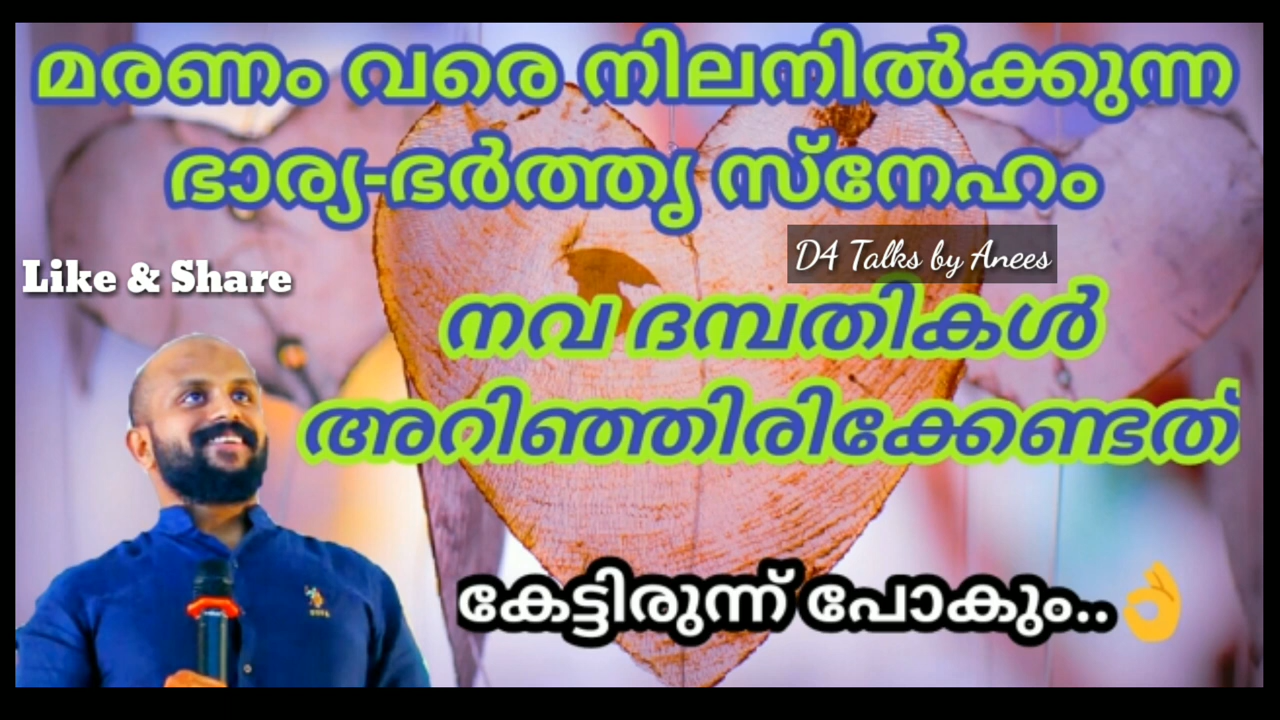 മരണം വരെ നിലനിൽക്കുന്ന
ഭാര്യ-ഭർത്തൃ സ്നേഹം
D4 Talks by Anees
Like & Share
നവ ദമ്പതികൾ
അറിഞ്ഞിരിക്കേണ്ടത്
കേട്ടിരുന്ന് പോകും..👌